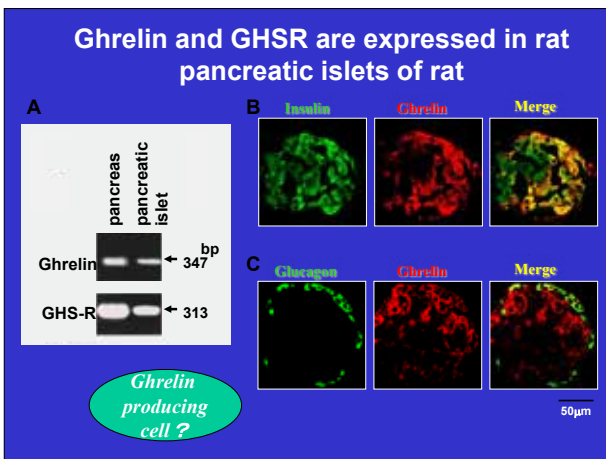 Ghrelin and GHSR are expressed in rat
pancreatic islets of rat
A
pancreas
pancreatic
islet
bp
Ghrelin
347
GHS-R
313
Ghrelin
producing
cell ?
B
Insulin
Ghrelin
Merge
C
Glucagon
Ghrelin
Merge
50μm